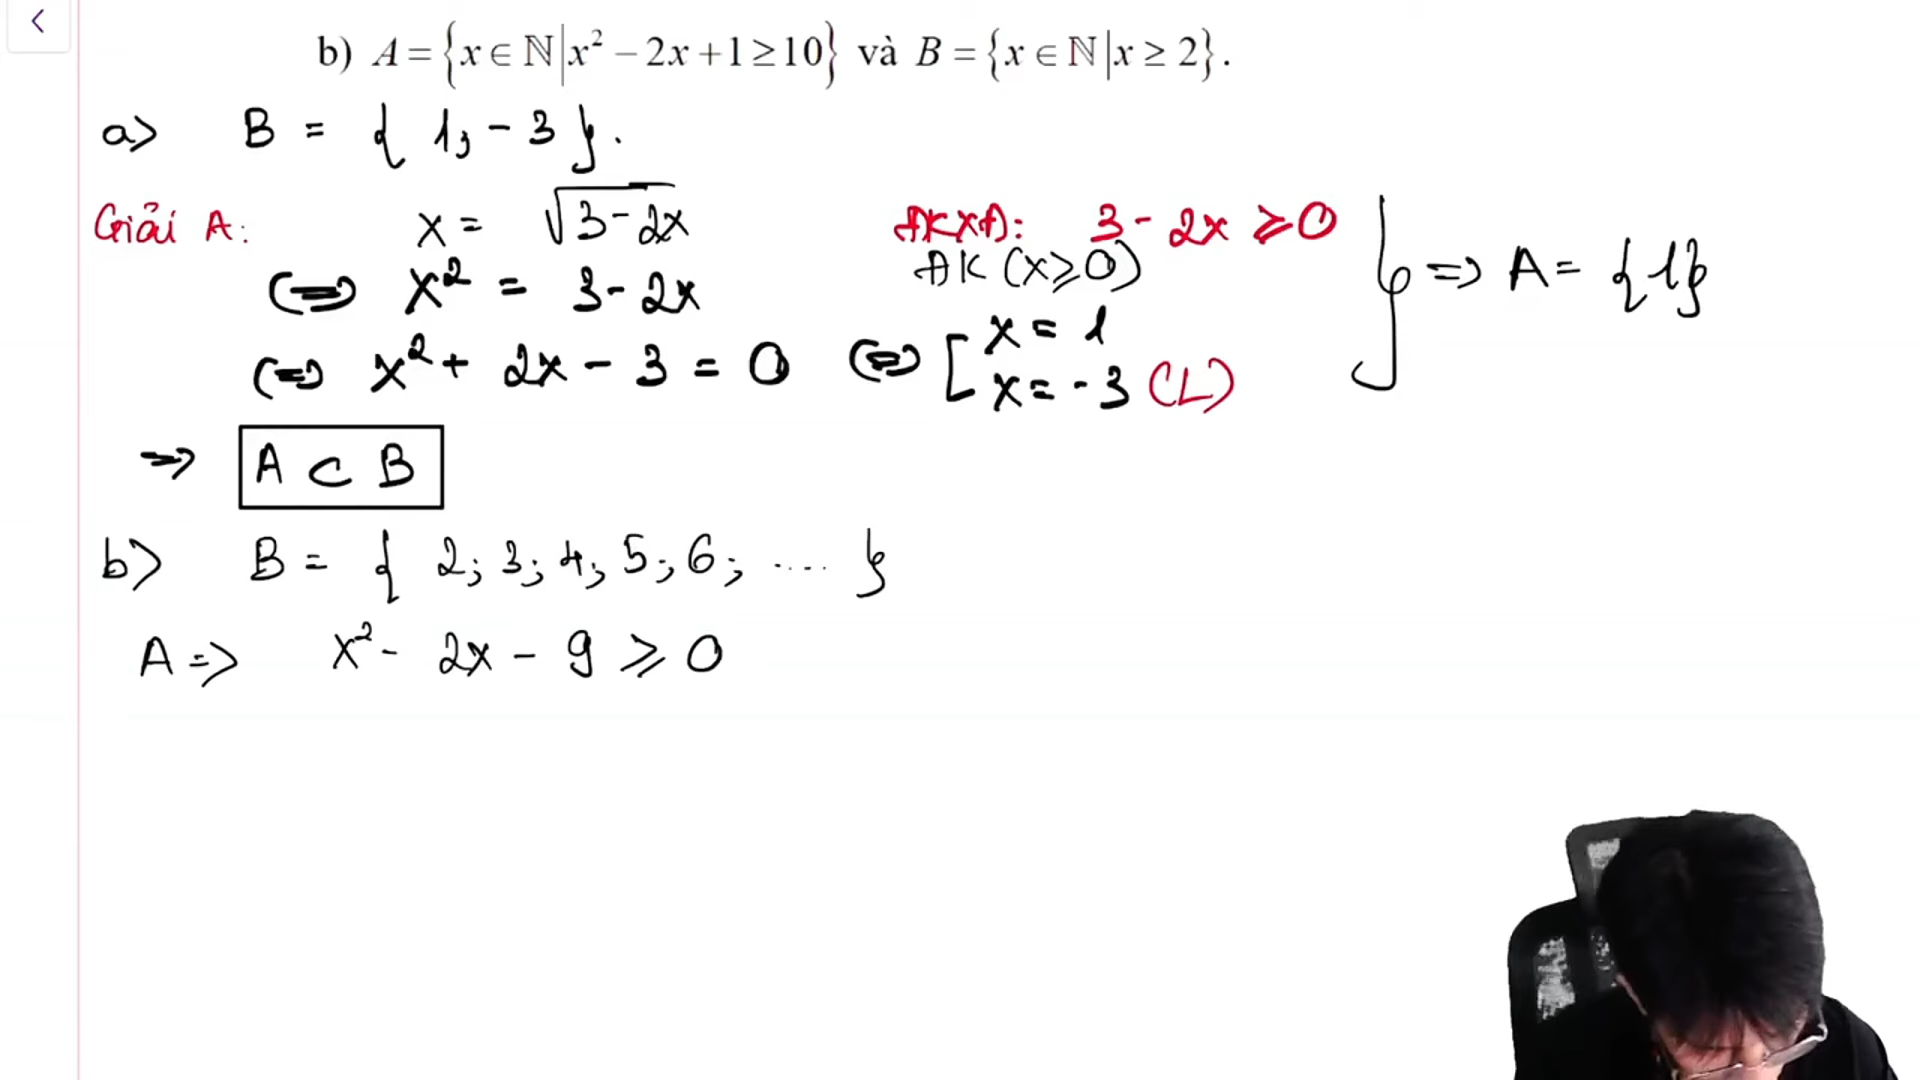 b) A = {x ∈ ℕ | x² − 2x + 1 ≥ 10} và B = {x ∈ ℕ | x ≥ 2}.
a) B = { 1; -3 }.
Giải A: x = √(3 - 2x) ĐKXĐ: 3 - 2x ≥ 0
ĐK (x ≥ 0)
⇔ x² = 3 - 2x
} ⇒ A = {1}
⇔ x² + 2x - 3 = 0 ⇔ [ x = 1
x = -3 (L)
⇒ A ⊂ B
b) B = { 2; 3; 4; 5; 6; .... }
A ⇒ x² - 2x - 9 ≥ 0